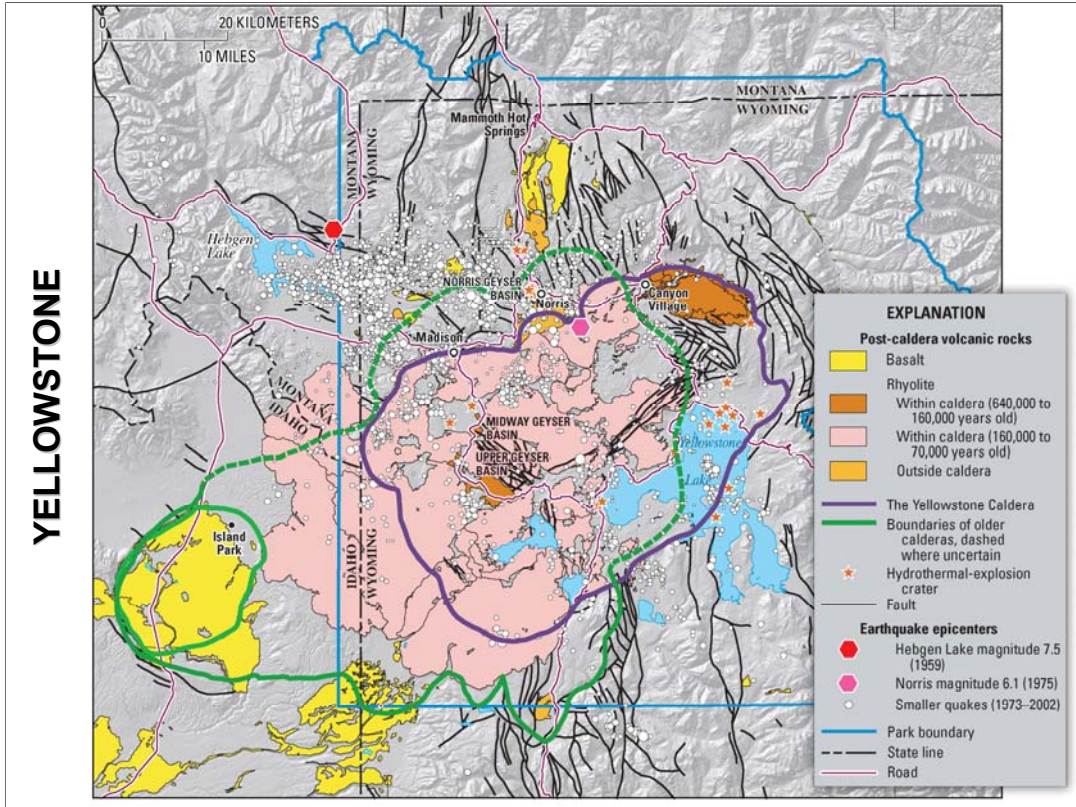 YELLOWSTONE
0 20 KILOMETERS
10 MILES
MONTANA
WYOMING
Mammoth Hot
Springs
MONTANA
WYOMING
Hebgen
Lake
NORRIS GEYSER
BASIN
Norris
Canyon
Village
Madison
MONTANA
IDAHO
MIDWAY GEYSER
BASIN
UPPER GEYSER
BASIN
Yellowstone
Lake
Island
Park
IDAHO
WYOMING
EXPLANATION
Post-caldera volcanic rocks
Basalt
Rhyolite
Within caldera (640,000 to
160,000 years old)
Within caldera (160,000 to
70,000 years old)
Outside caldera
The Yellowstone Caldera
Boundaries of older
calderas, dashed
where uncertain
Hydrothermal-explosion
crater
Fault
Earthquake epicenters
Hebgen Lake magnitude 7.5
(1959)
Norris magnitude 6.1 (1975)
Smaller quakes (1973–2002)
Park boundary
State line
Road